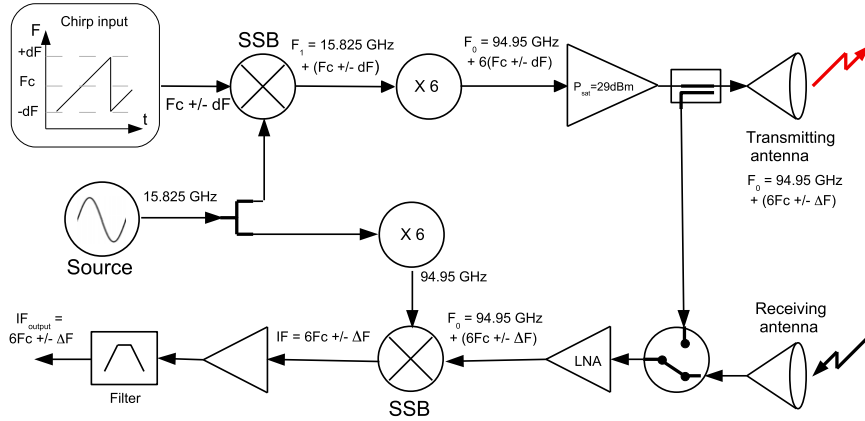 Chirp input
F
+dF
Fc
-dF
t
SSB
Fc +/- dF
F1 = 15.825 GHz
+ (Fc +/- dF)
X 6
F0 = 94.95 GHz
+ 6(Fc +/- dF)
Psat=29dBm
Transmitting
antenna
F0 = 94.95 GHz
+ (6Fc +/- ΔF)
15.825 GHz
Source
X 6
94.95 GHz
Receiving
antenna
LNA
F0 = 94.95 GHz
+ (6Fc +/- ΔF)
SSB
IF = 6Fc +/- ΔF
Filter
IFoutput =
6Fc +/- ΔF